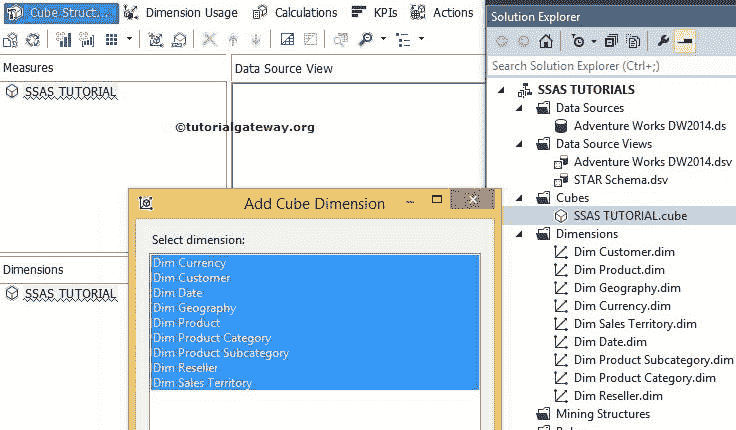 Cube Struct... Dimension Usage Calculations KPIs Actions
Measures
SSAS TUTORIAL
Data Source View
©tutorialgateway.org
Dimensions
SSAS TUTORIAL
Add Cube Dimension
Select dimension:
Dim Currency
Dim Customer
Dim Date
Dim Geography
Dim Product
Dim Product Category
Dim Product Subcategory
Dim Reseller
Dim Sales Territory
Solution Explorer
Search Solution Explorer (Ctrl+;)
SSAS TUTORIALS
Data Sources
Adventure Works DW2014.ds
Data Source Views
Adventure Works DW2014.dsv
STAR Schema.dsv
Cubes
SSAS TUTORIAL.cube
Dimensions
Dim Customer.dim
Dim Product.dim
Dim Geography.dim
Dim Currency.dim
Dim Sales Territory.dim
Dim Date.dim
Dim Product Subcategory.dim
Dim Product Category.dim
Dim Reseller.dim
Mining Structures